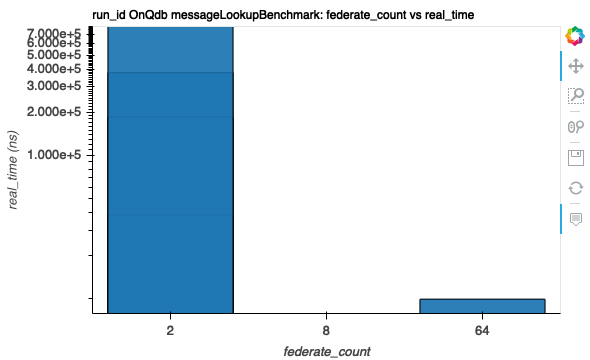 run_id OnQdb messageLookupBenchmark: federate_count vs real_time
7.000e+5
6.000e+5
5.000e+5
4.000e+5
3.000e+5
2.000e+5
1.000e+5
real_time (ns)
2 8 64
federate_count